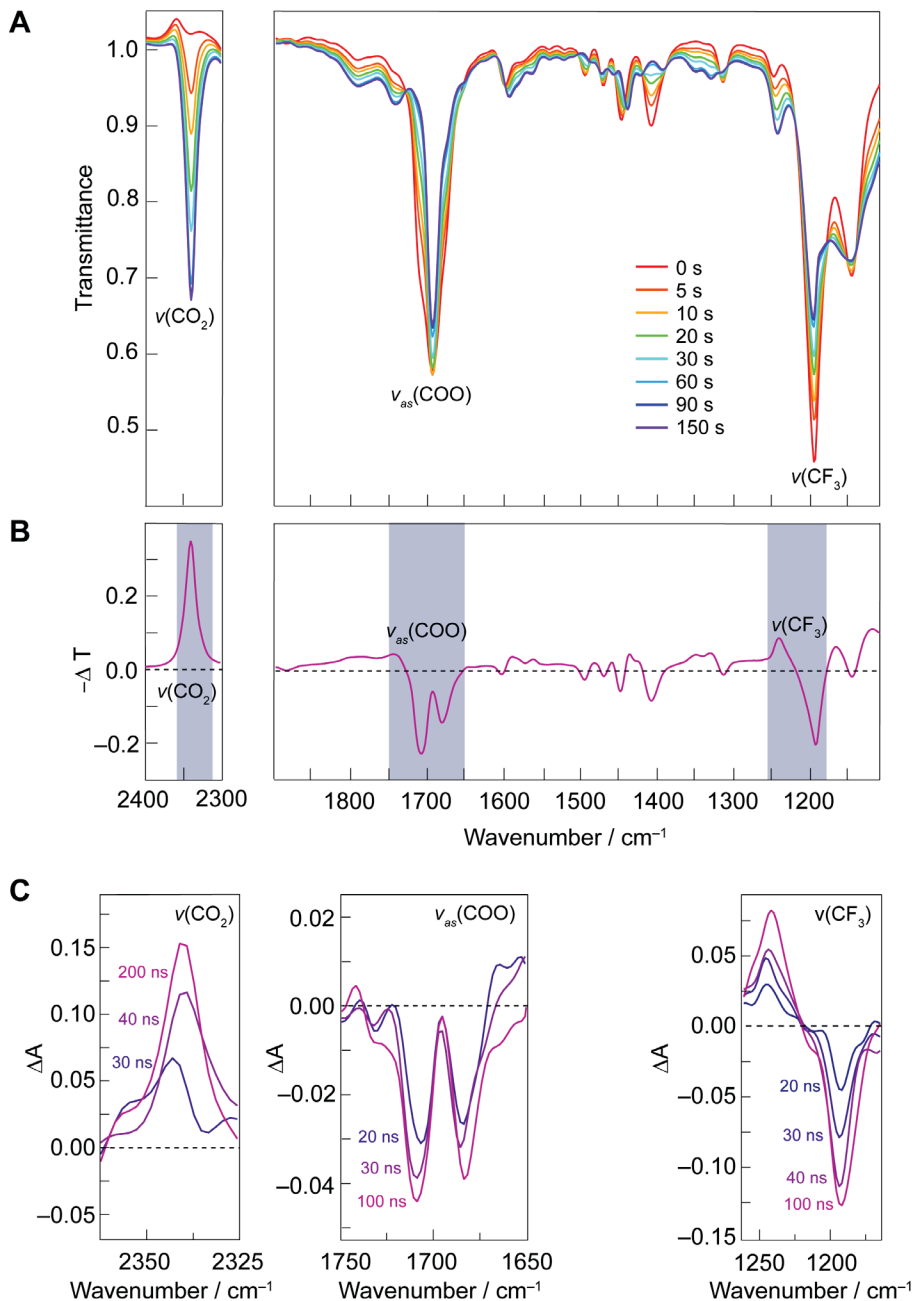 A
Transmittance
1.0
0.9
0.8
0.7
0.6
0.5
ν(CO2)
νas(COO)
ν(CF3)
0 s
5 s
10 s
20 s
30 s
60 s
90 s
150 s
B
−Δ T
0.2
0.0
−0.2
ν(CO2)
νas(COO)
ν(CF3)
2400 2300
1800 1700 1600 1500 1400 1300 1200
Wavenumber / cm−1
C
ΔA
0.15
0.10
0.05
0.00
−0.05
ν(CO2)
200 ns
40 ns
30 ns
2350 2325
Wavenumber / cm−1
ΔA
0.02
0.00
−0.02
−0.04
νas(COO)
20 ns
30 ns
100 ns
1750 1700 1650
Wavenumber / cm−1
ΔA
0.05
0.00
−0.05
−0.10
−0.15
v(CF3)
20 ns
30 ns
40 ns
100 ns
1250 1200
Wavenumber / cm−1